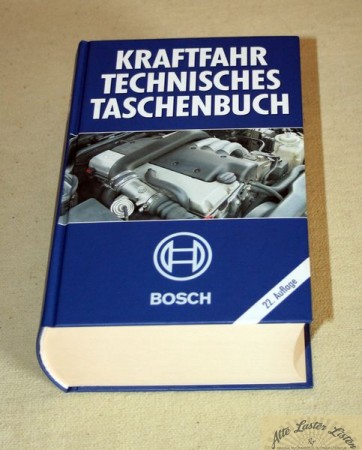 KRAFTFAHR
TECHNISCHES
TASCHENBUCH
BOSCH
22. Auflage
Alte Laster Listen